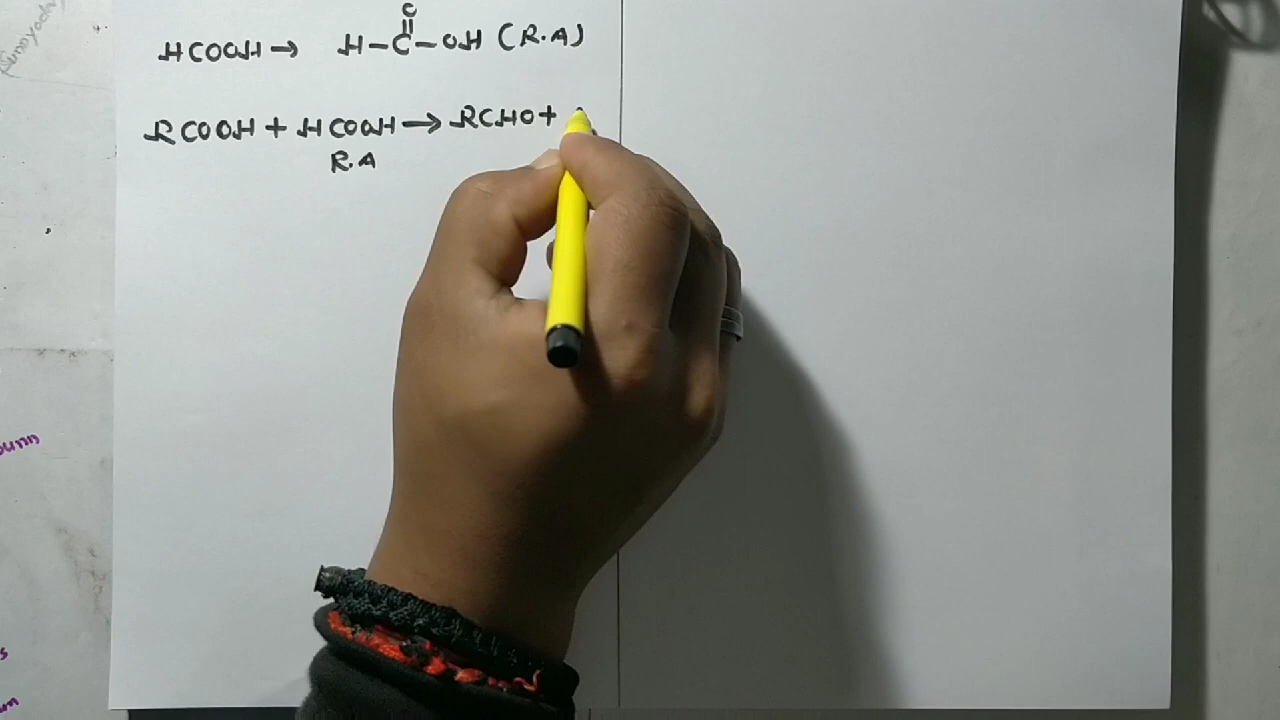 O
HCOOH → H-C-OH (R.A)
RCOOH + HCOOH → RCHO +
R.A